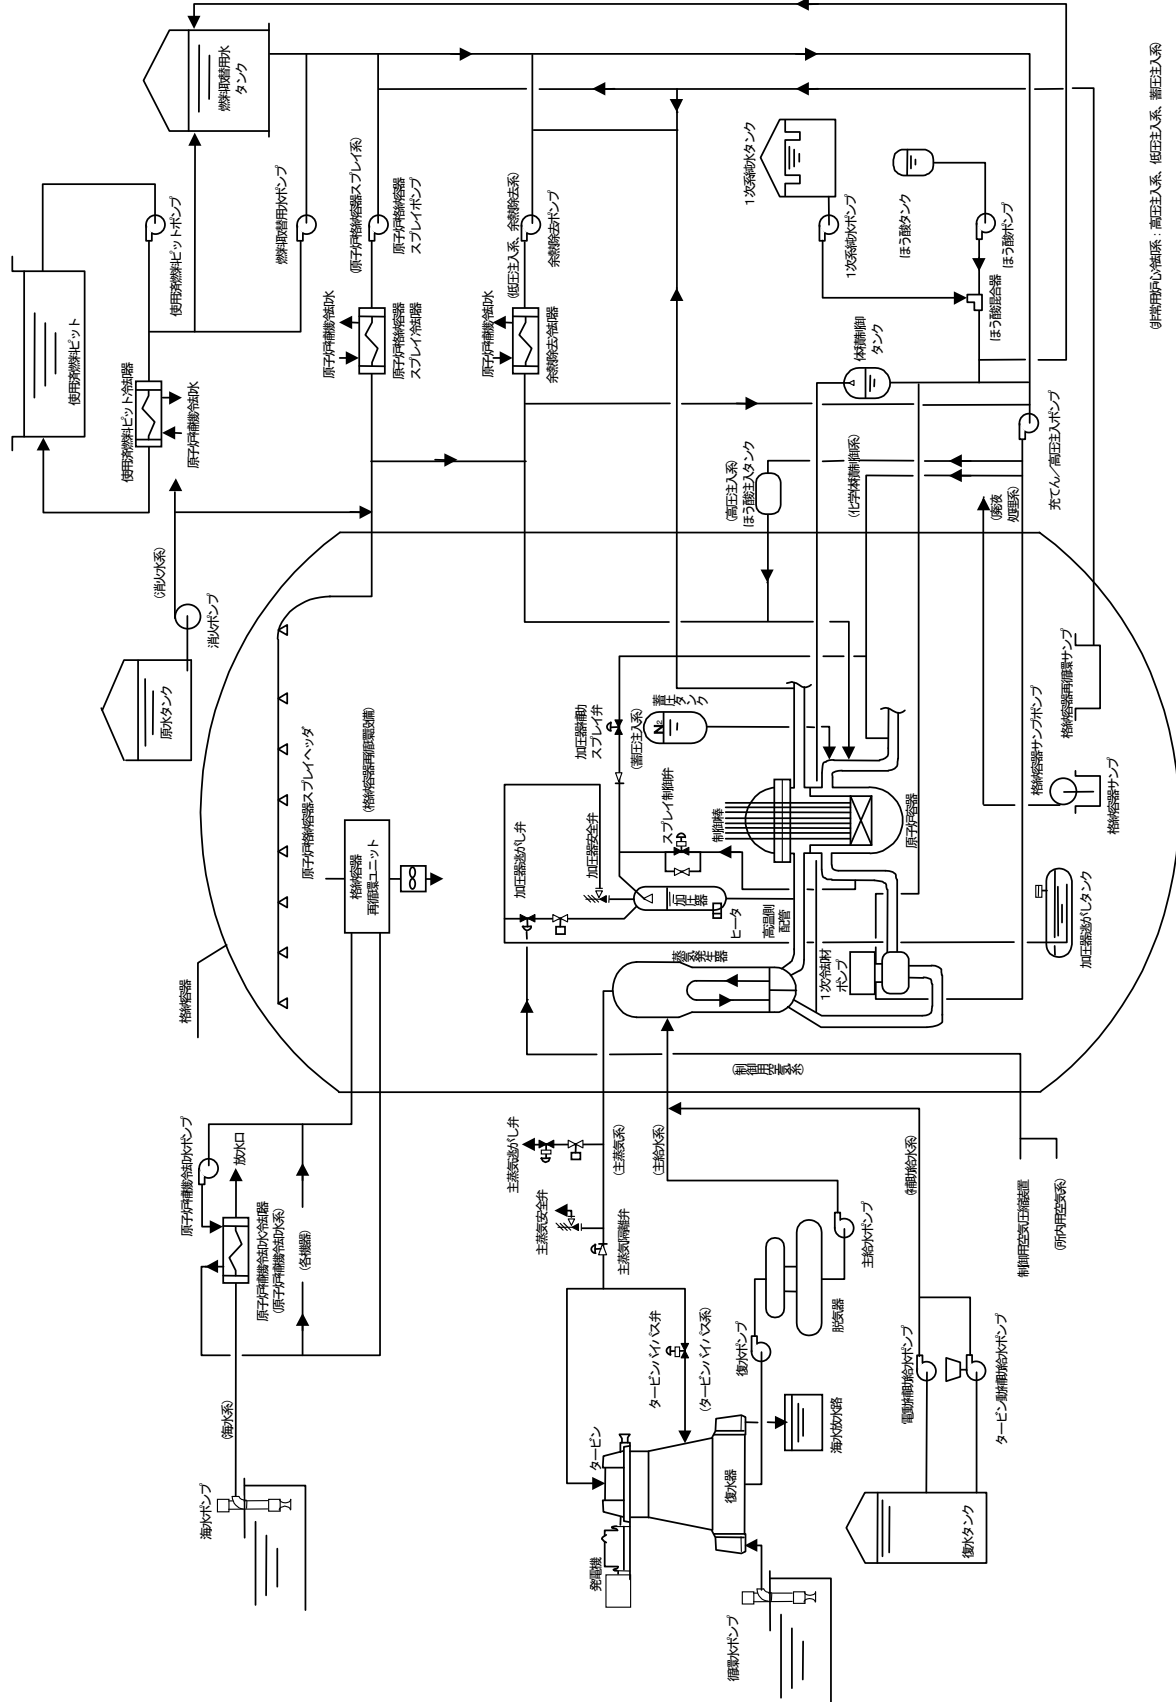 使用済燃料ピット
燃料取替用水
タンク
使用済燃料ピットポンプ
使用済燃料ピット冷却器
原子炉補機冷却水
燃料取替用水ポンプ
(原子炉格納容器スプレイ系)
原子炉格納容器
スプレイポンプ
原子炉補機冷却水
原子炉格納容器
スプレイ冷却器
(低圧注入系、余熱除去系)
余熱除去ポンプ
原子炉補機冷却水
余熱除去冷却器
1次系純水タンク
1次系純水ポンプ
ほう酸タンク
ほう酸ポンプ
ほう酸混合器
体積制御
タンク
充てん/高圧注入ポンプ
(化学体積制御系)
(高圧注入系)
ほう酸注入タンク
(廃液
処理系)
(非常用炉心冷却系:高圧注入系、低圧注入系、蓄圧注入系)
(消火水系)
消火ポンプ
原水タンク
原子炉格納容器スプレイヘッダ
(格納容器再循環設備)
格納容器
再循環ユニット
格納容器
加圧器補助
スプレイ弁
蓄圧タンク
N₂
(蓄圧注入系)
加圧器逃がし弁
加圧器安全弁
スプレイ制御弁
制御棒
原子炉容器
加圧器
ヒータ
高温側
配管
蒸気発生器
1次冷却材
ポンプ
加圧器逃がしタンク
格納容器サンプポンプ
格納容器再循環サンプ
格納容器サンプ
(制御用空気系)
原子炉補機冷却水ポンプ
放水口
原子炉補機冷却水冷却器
(原子炉補機冷却水系)
(各機器)
(海水系)
海水ポンプ
主蒸気逃がし弁
主蒸気安全弁
(主蒸気系)
主蒸気隔離弁
(主給水系)
(補助給水系)
主給水ポンプ
脱気器
復水ポンプ
タービンバイパス弁
(タービンバイパス系)
タービン
発電機
復水器
海水放水路
循環水ポンプ
制御用空気圧縮装置
(所内用空気系)
電動補助給水ポンプ
タービン動補助給水ポンプ
復水タンク